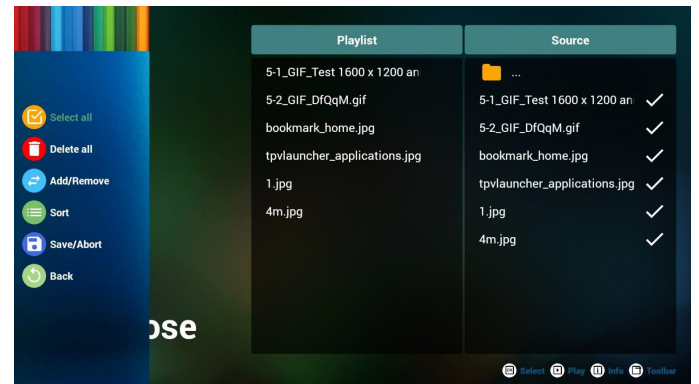 Select all
Delete all
Add/Remove
Sort
Save/Abort
Back
ose
Playlist
5-1_GIF_Test 1600 x 1200 an
5-2_GIF_DfQqM.gif
bookmark_home.jpg
tpvlauncher_applications.jpg
1.jpg
4m.jpg
Source
...
5-1_GIF_Test 1600 x 1200 an
5-2_GIF_DfQqM.gif
bookmark_home.jpg
tpvlauncher_applications.jpg
1.jpg
4m.jpg
Select Play Info Toolbar